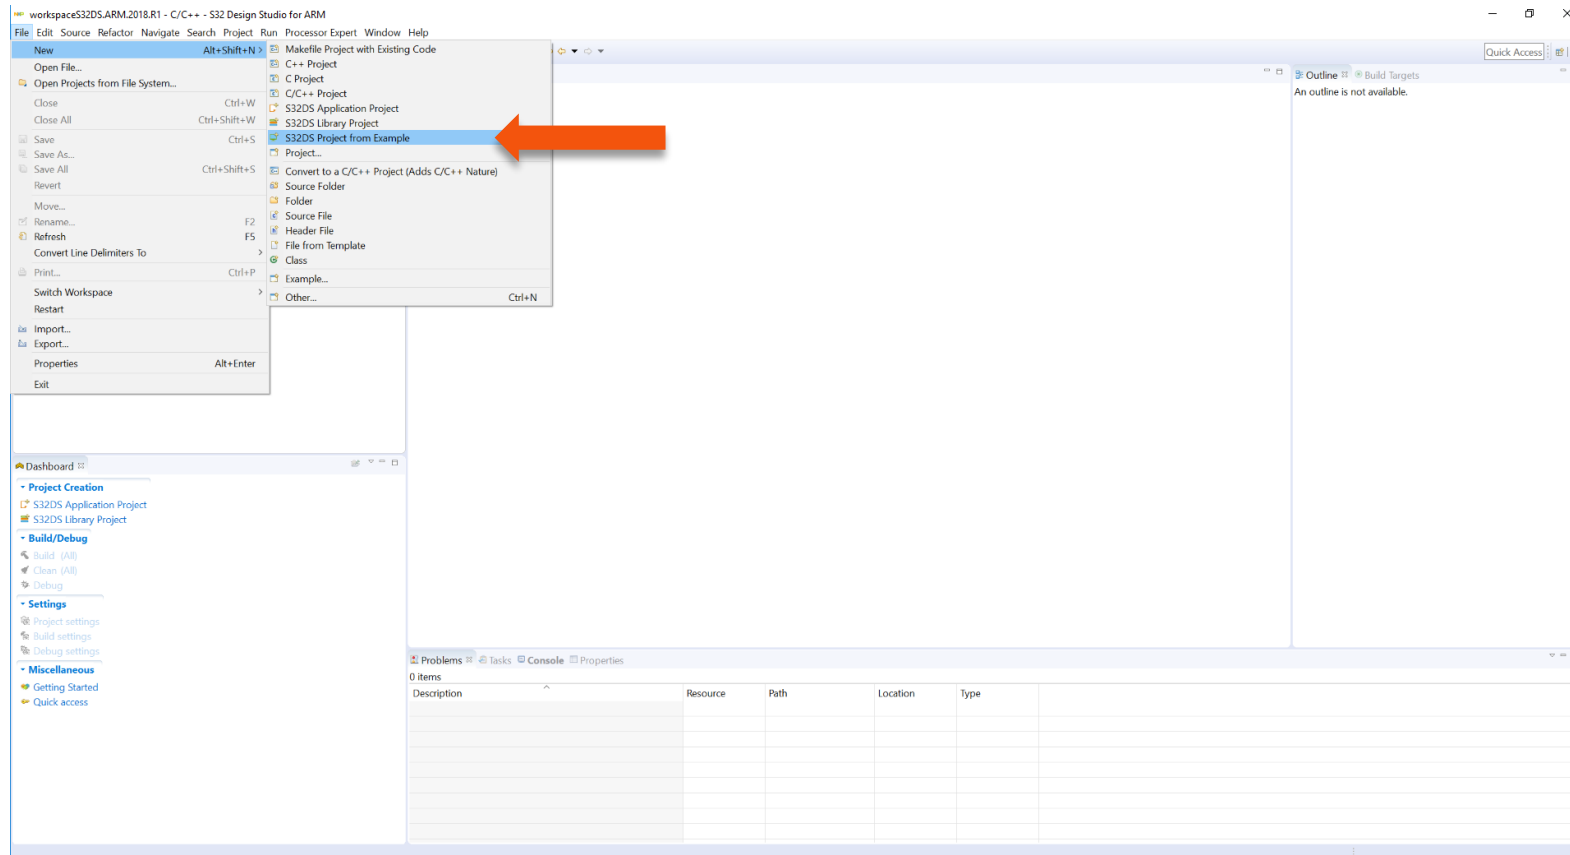 workspaceS32DS.ARM.2018.R1 - C/C++ - S32 Design Studio for ARM
File Edit Source Refactor Navigate Search Project Run Processor Expert Window Help
Quick Access
New Alt+Shift+N
Open File...
Open Projects from File System...
Close Ctrl+W
Close All Ctrl+Shift+W
Save Ctrl+S
Save As...
Save All Ctrl+Shift+S
Revert
Move...
Rename... F2
Refresh F5
Convert Line Delimiters To
Print... Ctrl+P
Switch Workspace
Restart
Import...
Export...
Properties Alt+Enter
Exit
Makefile Project with Existing Code
C++ Project
C Project
C/C++ Project
S32DS Application Project
S32DS Library Project
S32DS Project from Example
Project...
Convert to a C/C++ Project (Adds C/C++ Nature)
Source Folder
Folder
Source File
Header File
File from Template
Class
Example...
Other... Ctrl+N
Outline Build Targets
An outline is not available.
Dashboard
Project Creation
S32DS Application Project
S32DS Library Project
Build/Debug
Build (All)
Clean (All)
Debug
Settings
Project settings
Build settings
Debug settings
Miscellaneous
Getting Started
Quick access
Problems Tasks Console Properties
0 items
Description Resource Path Location Type